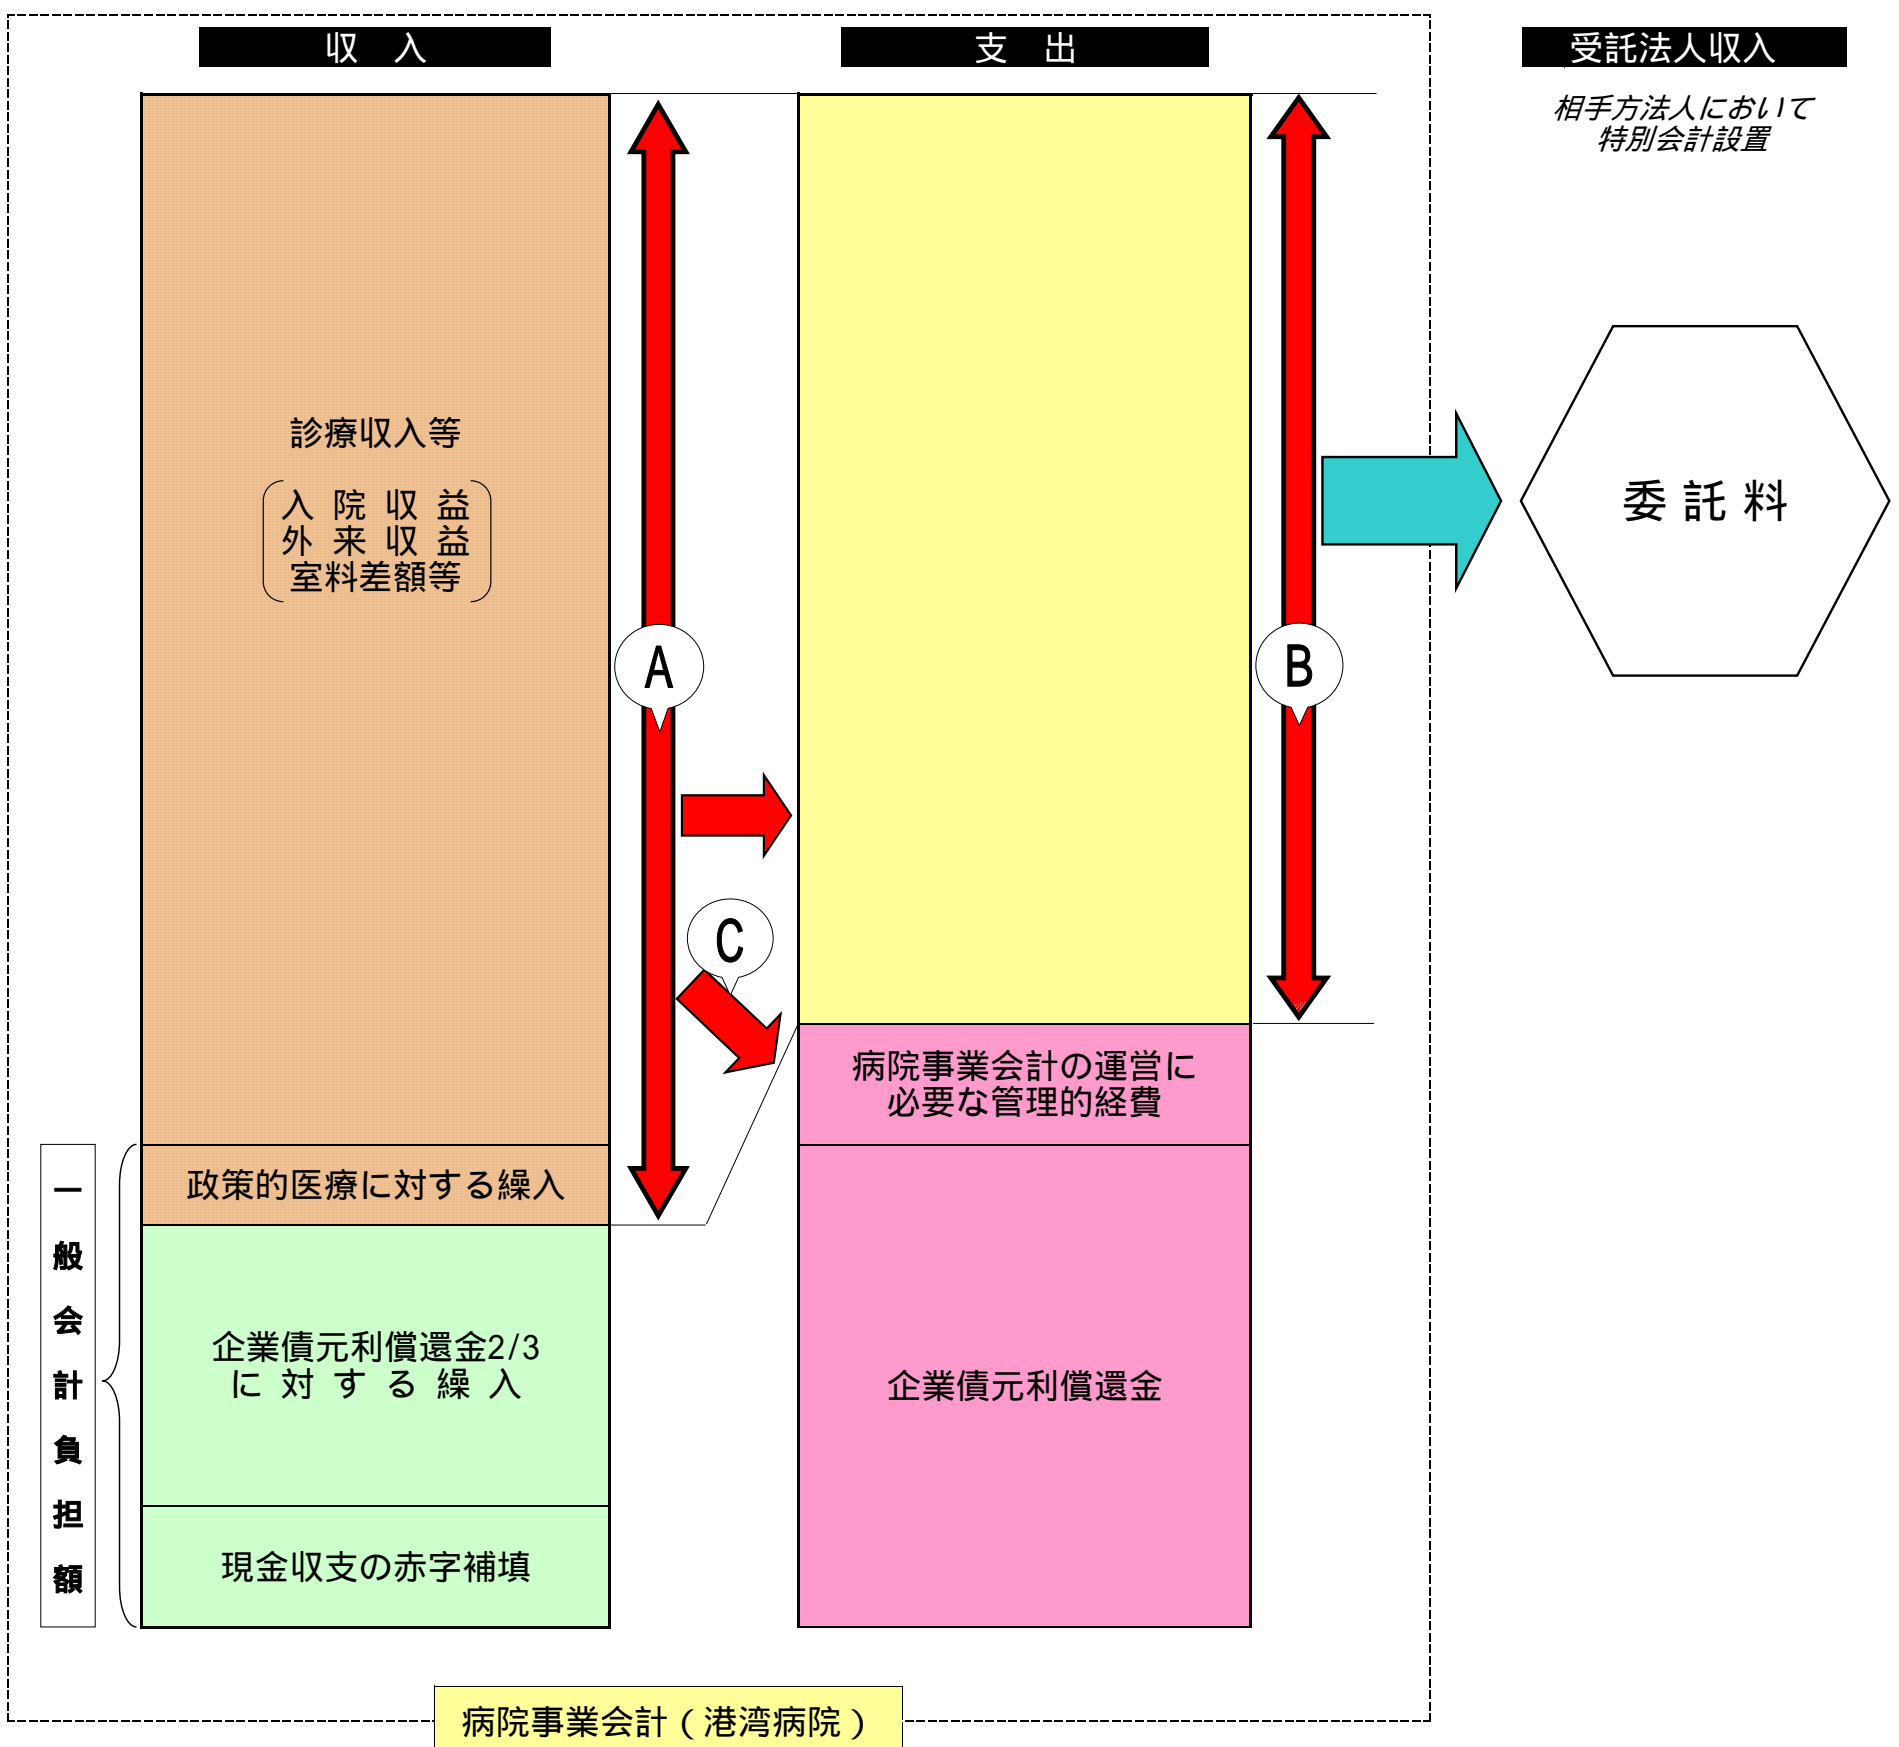 収　入
支　出
受託法人収入
相手方法人において
特別会計設置
診療収入等
入院収益
外来収益
室料差額等
A
B
委託料
C
病院事業会計の運営に
必要な管理的経費
政策的医療に対する繰入
一般会計負担額
企業債元利償還金2/3
に対する繰入
企業債元利償還金
現金収支の赤字補填
病院事業会計（港湾病院）